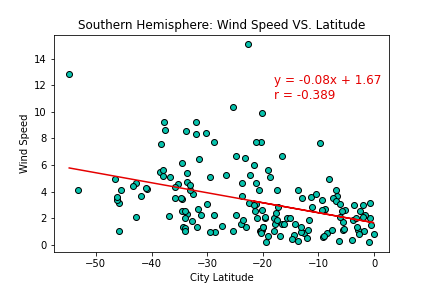 Southern Hemisphere: Wind Speed VS. Latitude
14
12
10
8
6
4
2
0
Wind Speed
y = -0.08x + 1.67
r = -0.389
−50
−40
−30
−20
−10
0
City Latitude